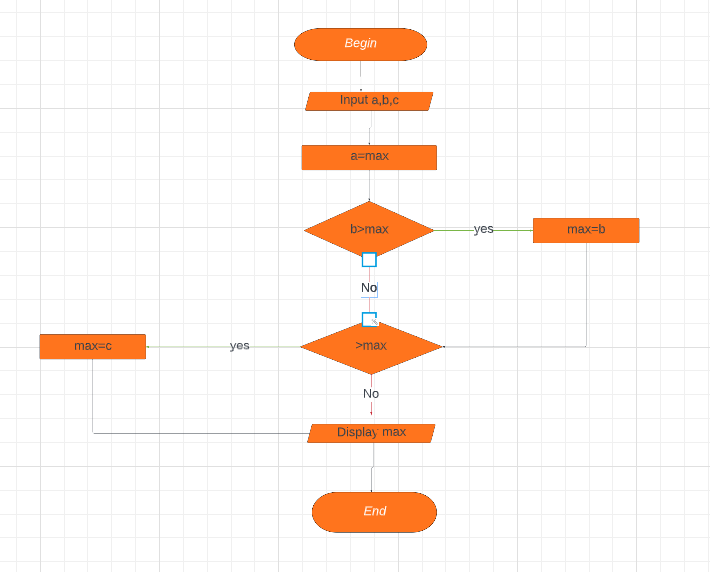 Begin
Input a,b,c
a=max
b>max
yes
max=b
No
max=c
yes
>max
No
Display max
End